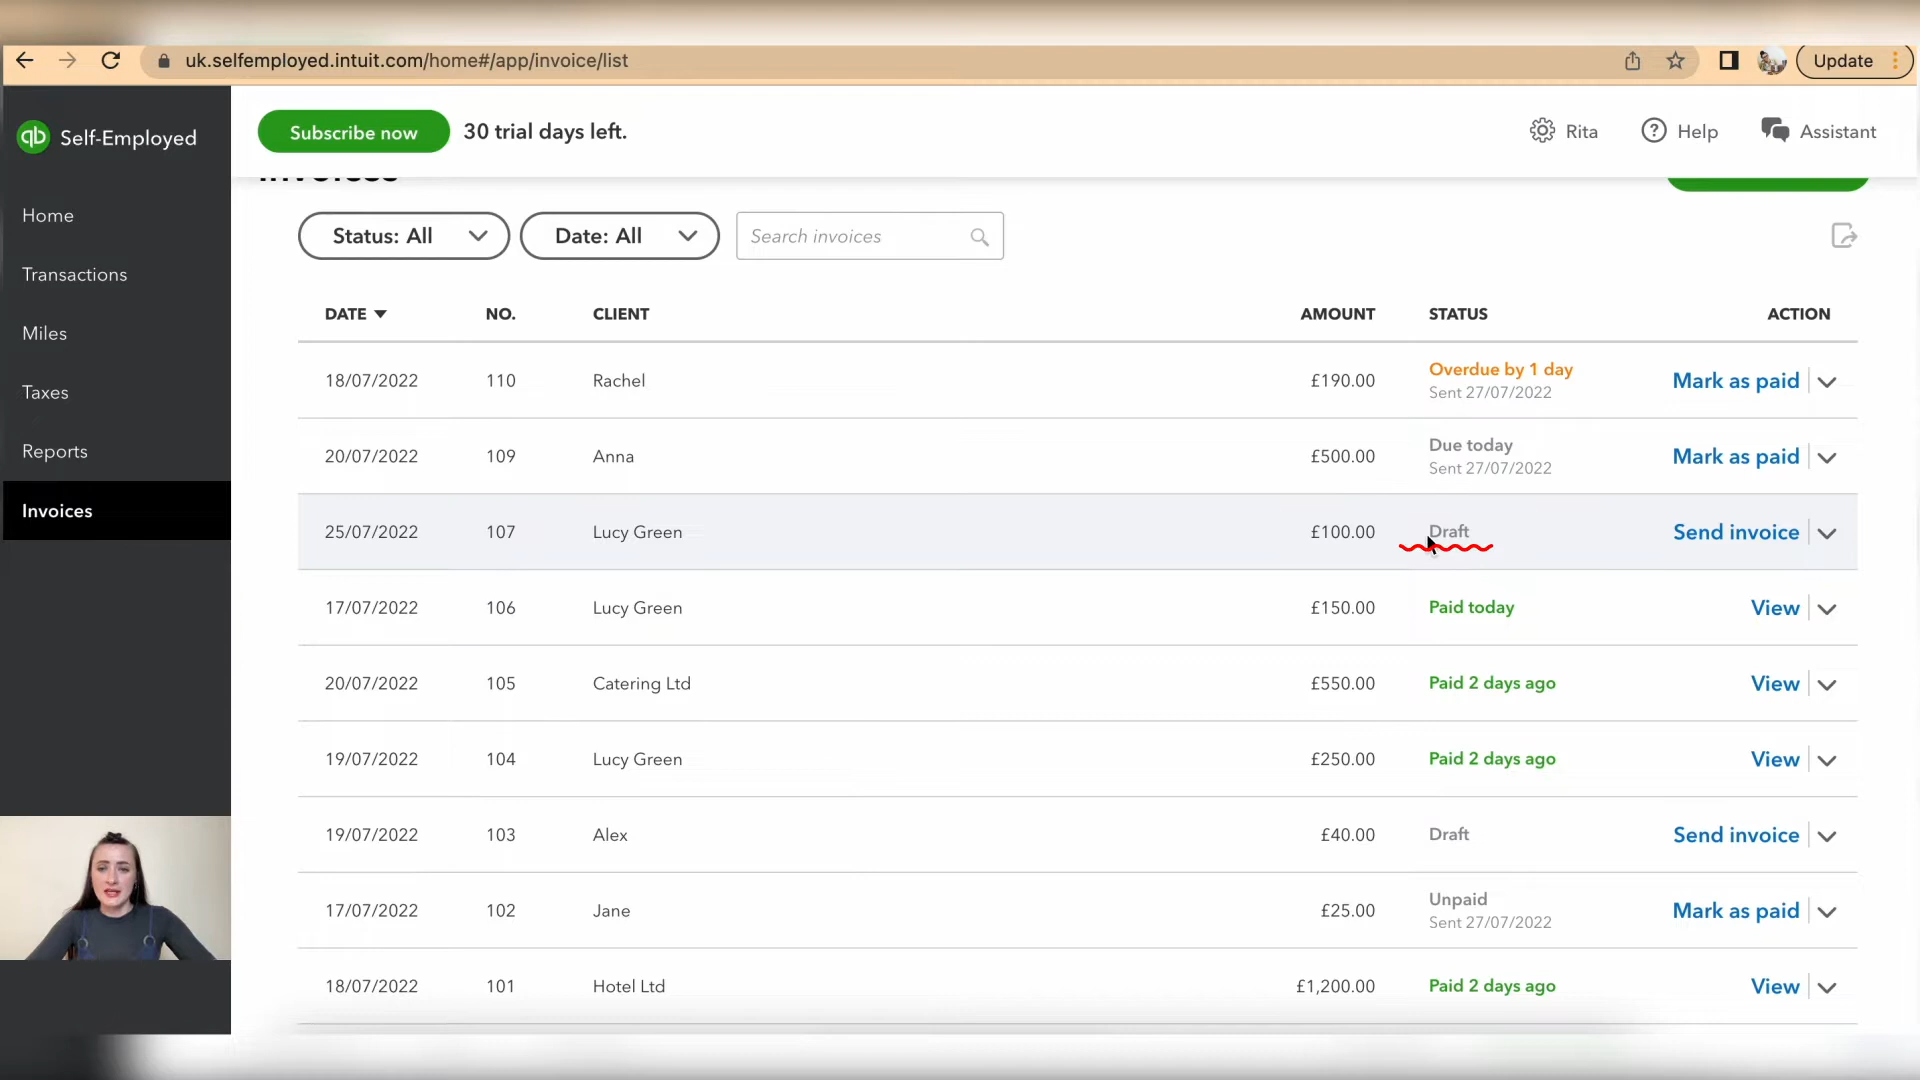 uk.selfemployed.intuit.com/home#/app/invoice/list
Update
qb Self-Employed
Subscribe now
30 trial days left.
Rita
Help
Assistant
Home
Transactions
Miles
Taxes
Reports
Invoices
Invoices
Status: All
Date: All
Search invoices
DATE NO. CLIENT AMOUNT STATUS ACTION
18/07/2022 110 Rachel £190.00 Overdue by 1 day Mark as paid
Sent 27/07/2022
20/07/2022 109 Anna £500.00 Due today Mark as paid
Sent 27/07/2022
25/07/2022 107 Lucy Green £100.00 Draft Send invoice
17/07/2022 106 Lucy Green £150.00 Paid today View
20/07/2022 105 Catering Ltd £550.00 Paid 2 days ago View
19/07/2022 104 Lucy Green £250.00 Paid 2 days ago View
19/07/2022 103 Alex £40.00 Draft Send invoice
17/07/2022 102 Jane £25.00 Unpaid Mark as paid
Sent 27/07/2022
18/07/2022 101 Hotel Ltd £1,200.00 Paid 2 days ago View